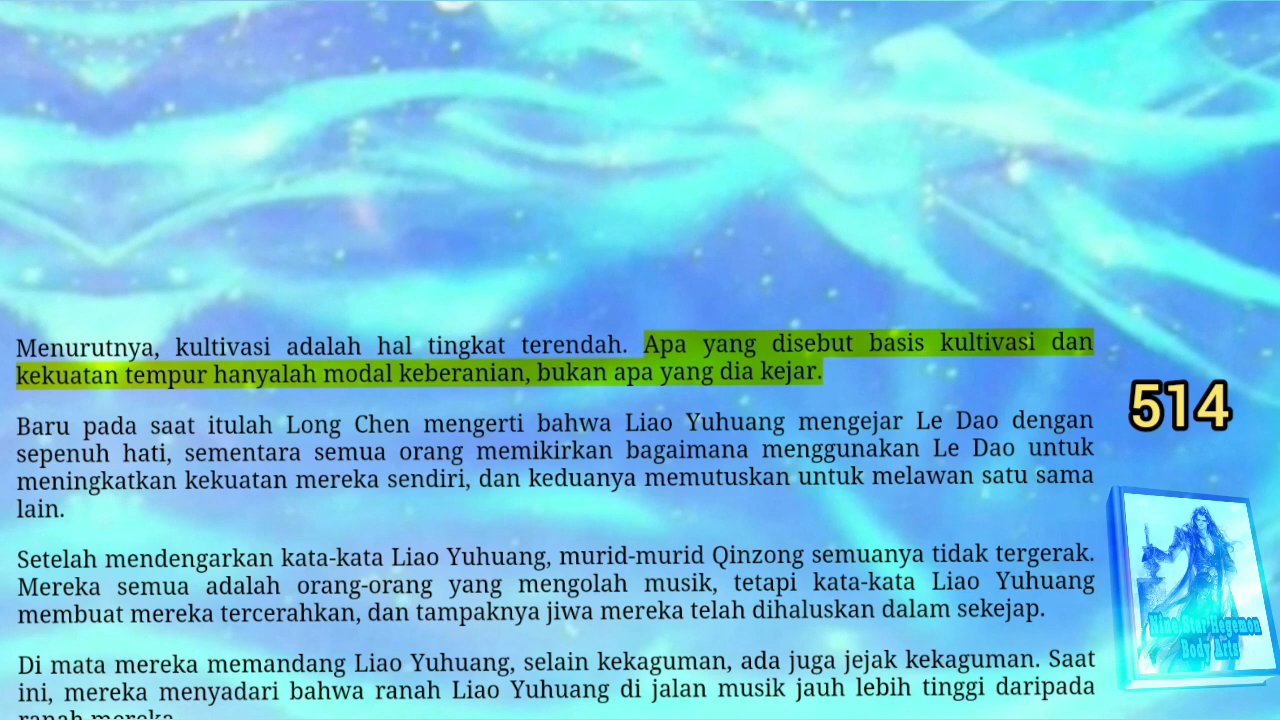 Menurutnya, kultivasi adalah hal tingkat terendah. Apa yang disebut basis kultivasi dan
kekuatan tempur hanyalah modal keberanian, bukan apa yang dia kejar.
Baru pada saat itulah Long Chen mengerti bahwa Liao Yuhuang mengejar Le Dao dengan
sepenuh hati, sementara semua orang memikirkan bagaimana menggunakan Le Dao untuk
meningkatkan kekuatan mereka sendiri, dan keduanya memutuskan untuk melawan satu sama
lain.
Setelah mendengarkan kata-kata Liao Yuhuang, murid-murid Qinzong semuanya tidak tergerak.
Mereka semua adalah orang-orang yang mengolah musik, tetapi kata-kata Liao Yuhuang
membuat mereka tercerahkan, dan tampaknya jiwa mereka telah dihaluskan dalam sekejap.
Di mata mereka memandang Liao Yuhuang, selain kekaguman, ada juga jejak kekaguman. Saat
ini, mereka menyadari bahwa ranah Liao Yuhuang di jalan musik jauh lebih tinggi daripada
ranah mereka.
514
Nine Star Hegemon
Body Arts